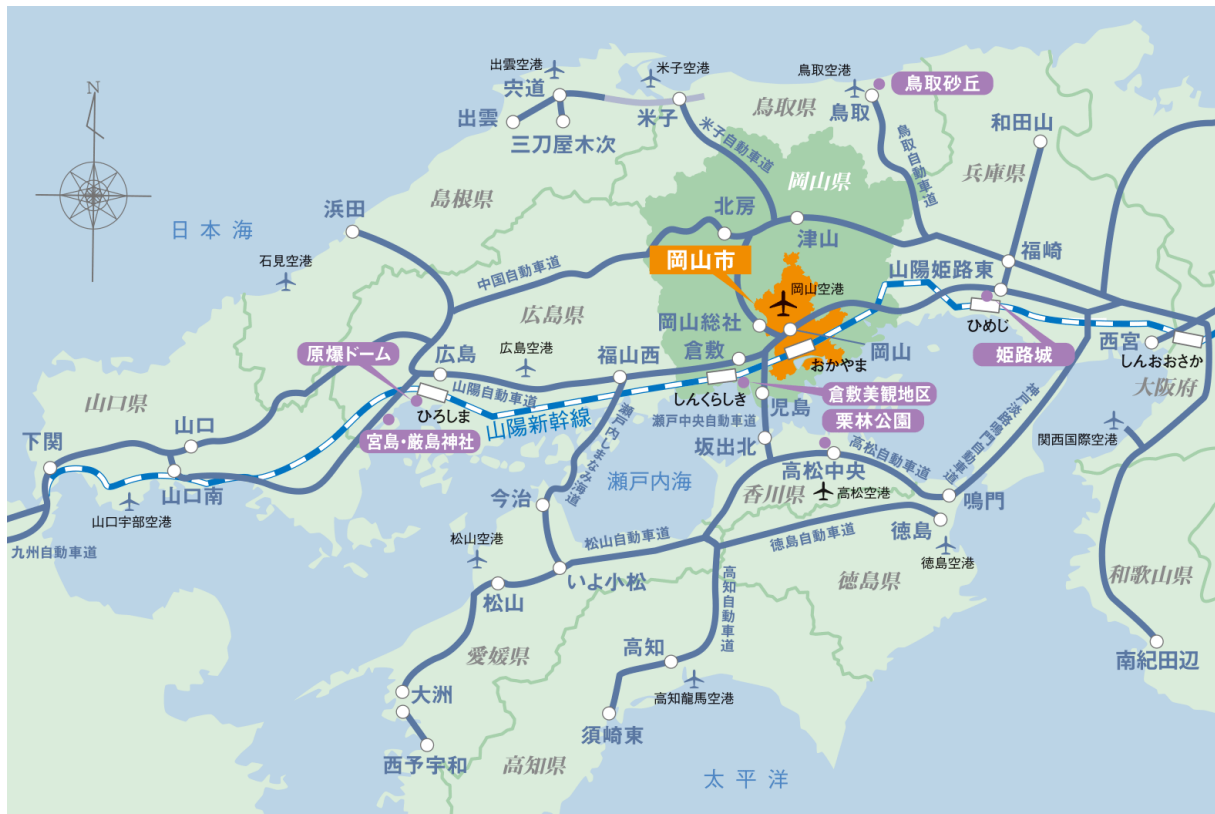 N
出雲空港
宍道
出雲
三刀屋木次
米子空港
米子
米子自動車道
鳥取県
鳥取空港
鳥取砂丘
鳥取
鳥取自動車道
和田山
兵庫県
岡山県
島根県
日本海
浜田
石見空港
中国自動車道
北房
津山
岡山市
岡山空港
山陽姫路東
福崎
広島県
岡山総社
倉敷
岡山
おかやま
ひめじ
姫路城
西宮
しんおおさか
大阪府
原爆ドーム
広島
広島空港
福山西
山陽自動車道
ひろしま
山陽新幹線
しんくらしき
倉敷美観地区
児島
瀬戸中央自動車道
栗林公園
宮島・厳島神社
山口県
下関
山口
山口南
山口宇部空港
九州自動車道
瀬戸内しまなみ海道
瀬戸内海
坂出北
高松中央
高松自動車道
香川県
高松空港
神戸淡路鳴門自動車道
関西国際空港
鳴門
今治
松山空港
松山自動車道
徳島自動車道
徳島
徳島空港
いよ小松
松山
高知自動車道
徳島県
和歌山県
愛媛県
高知
高知龍馬空港
南紀田辺
大洲
須崎東
西予宇和
高知県
太平洋